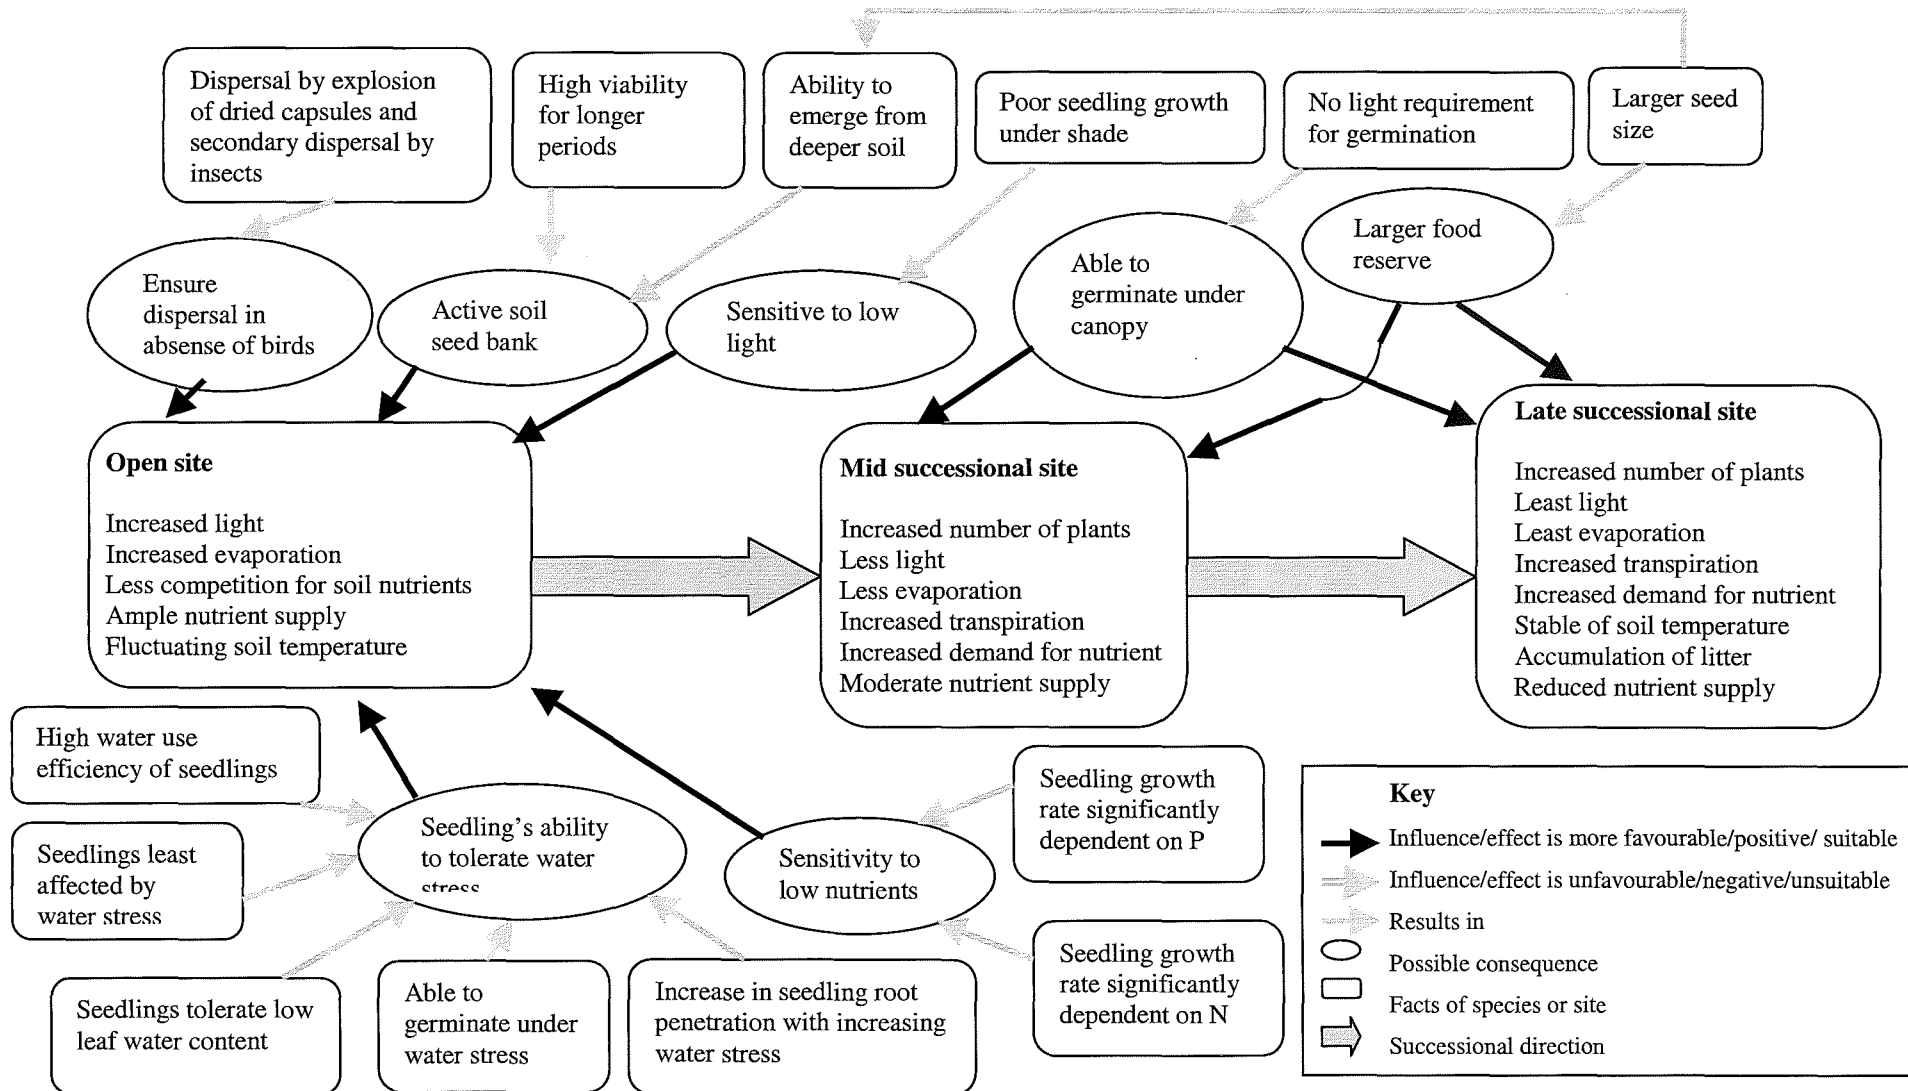 Dispersal by explosion
of dried capsules and
secondary dispersal by
insects
High viability
for longer
periods
Ability to
emerge from
deeper soil
Poor seedling growth
under shade
No light requirement
for germination
Larger seed
size
Ensure
dispersal in
absense of birds
Active soil
seed bank
Sensitive to low
light
Able to
germinate under
canopy
Larger food
reserve
Open site
Increased light
Increased evaporation
Less competition for soil nutrients
Ample nutrient supply
Fluctuating soil temperature
Mid successional site
Increased number of plants
Less light
Less evaporation
Increased transpiration
Increased demand for nutrient
Moderate nutrient supply
Late successional site
Increased number of plants
Least light
Least evaporation
Increased transpiration
Increased demand for nutrient
Stable of soil temperature
Accumulation of litter
Reduced nutrient supply
High water use
efficiency of seedlings
Seedlings least
affected by
water stress
Seedlings tolerate low
leaf water content
Able to
germinate under
water stress
Increase in seedling root
penetration with increasing
water stress
Seedling's ability
to tolerate water
stress
Sensitivity to
low nutrients
Seedling growth
rate significantly
dependent on P
Seedling growth
rate significantly
dependent on N
Key
Influence/effect is more favourable/positive/ suitable
Influence/effect is unfavourable/negative/unsuitable
Results in
Possible consequence
Facts of species or site
Successional direction